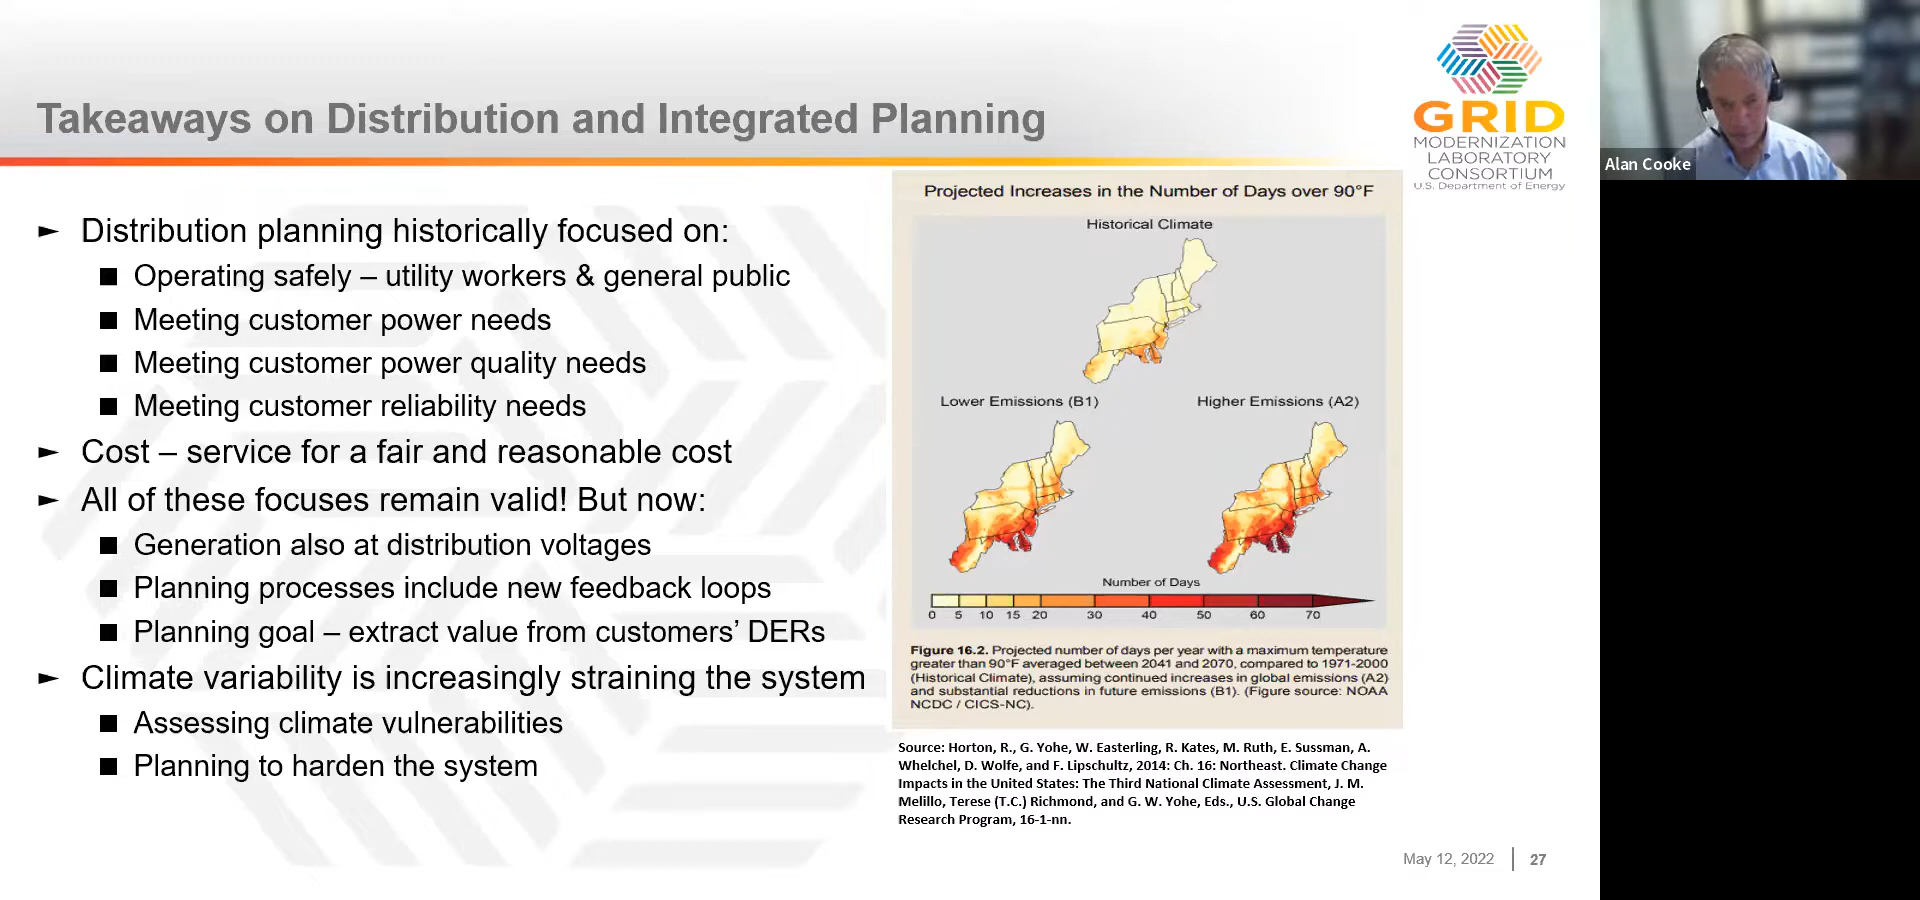 Takeaways on Distribution and Integrated Planning
GRID
MODERNIZATION
LABORATORY
CONSORTIUM
U.S. Department of Energy
Alan Cooke
► Distribution planning historically focused on:
■ Operating safely – utility workers & general public
■ Meeting customer power needs
■ Meeting customer power quality needs
■ Meeting customer reliability needs
► Cost – service for a fair and reasonable cost
► All of these focuses remain valid! But now:
■ Generation also at distribution voltages
■ Planning processes include new feedback loops
■ Planning goal – extract value from customers’ DERs
► Climate variability is increasingly straining the system
■ Assessing climate vulnerabilities
■ Planning to harden the system
Projected Increases in the Number of Days over 90°F
Historical Climate
Lower Emissions (B1)
Higher Emissions (A2)
Number of Days
0 5 10 15 20 30 40 50 60 70
Figure 16.2. Projected number of days per year with a maximum temperature
greater than 90°F averaged between 2041 and 2070, compared to 1971-2000
(Historical Climate), assuming continued increases in global emissions (A2)
and substantial reductions in future emissions (B1). (Figure source: NOAA
NCDC / CICS-NC).
Source: Horton, R., G. Yohe, W. Easterling, R. Kates, M. Ruth, E. Sussman, A.
Whelchel, D. Wolfe, and F. Lipschultz, 2014: Ch. 16: Northeast. Climate Change
Impacts in the United States: The Third National Climate Assessment, J. M.
Melillo, Terese (T.C.) Richmond, and G. W. Yohe, Eds., U.S. Global Change
Research Program, 16-1-nn.
May 12, 2022 | 27